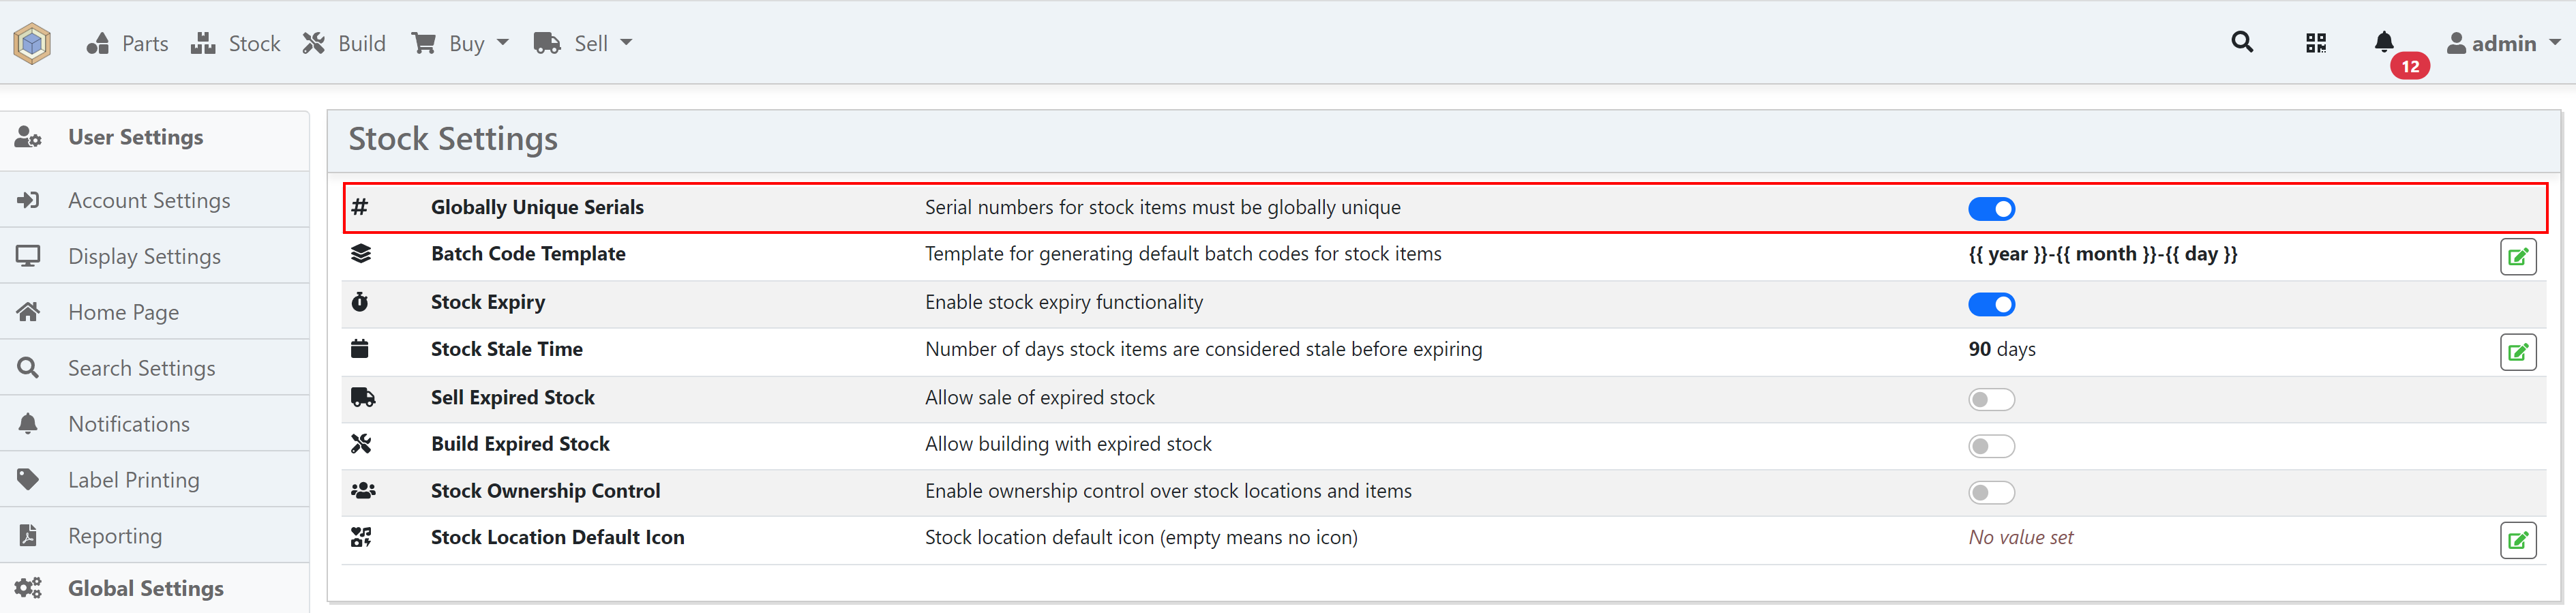 Parts Stock Build Buy Sell 12 admin
User Settings
Account Settings
Display Settings
Home Page
Search Settings
Notifications
Label Printing
Reporting
Global Settings
Stock Settings
Globally Unique Serials Serial numbers for stock items must be globally unique
Batch Code Template Template for generating default batch codes for stock items {{ year }}-{{ month }}-{{ day }}
Stock Expiry Enable stock expiry functionality
Stock Stale Time Number of days stock items are considered stale before expiring 90 days
Sell Expired Stock Allow sale of expired stock
Build Expired Stock Allow building with expired stock
Stock Ownership Control Enable ownership control over stock locations and items
Stock Location Default Icon Stock location default icon (empty means no icon) No value set